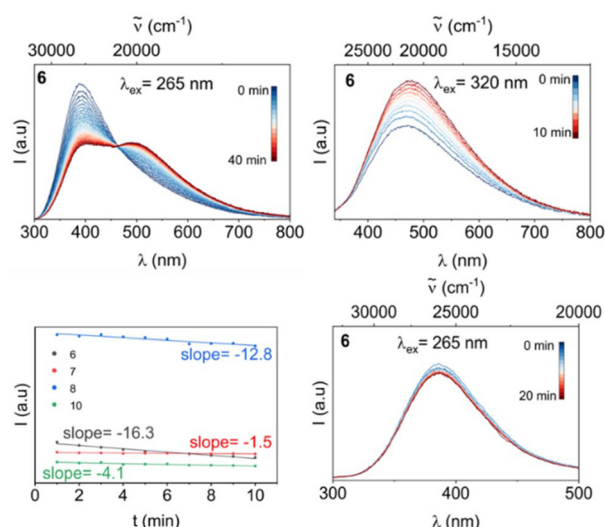 ṽ (cm⁻¹)
30000 20000
6 λex= 265 nm
0 min
40 min
I (a.u)
300 400 500 600 700 800
λ (nm)
ṽ (cm⁻¹)
25000 20000 15000
6 λex= 320 nm
0 min
10 min
I (a.u)
400 500 600 700 800
λ (nm)
slope= -12.8
6
7
8
10
slope= -16.3
slope= -1.5
slope= -4.1
I (a.u)
0 2 4 6 8 10
t (min)
ṽ (cm⁻¹)
30000 25000 20000
6 λex= 265 nm
0 min
20 min
I (a.u)
300 400 500
λ (nm)